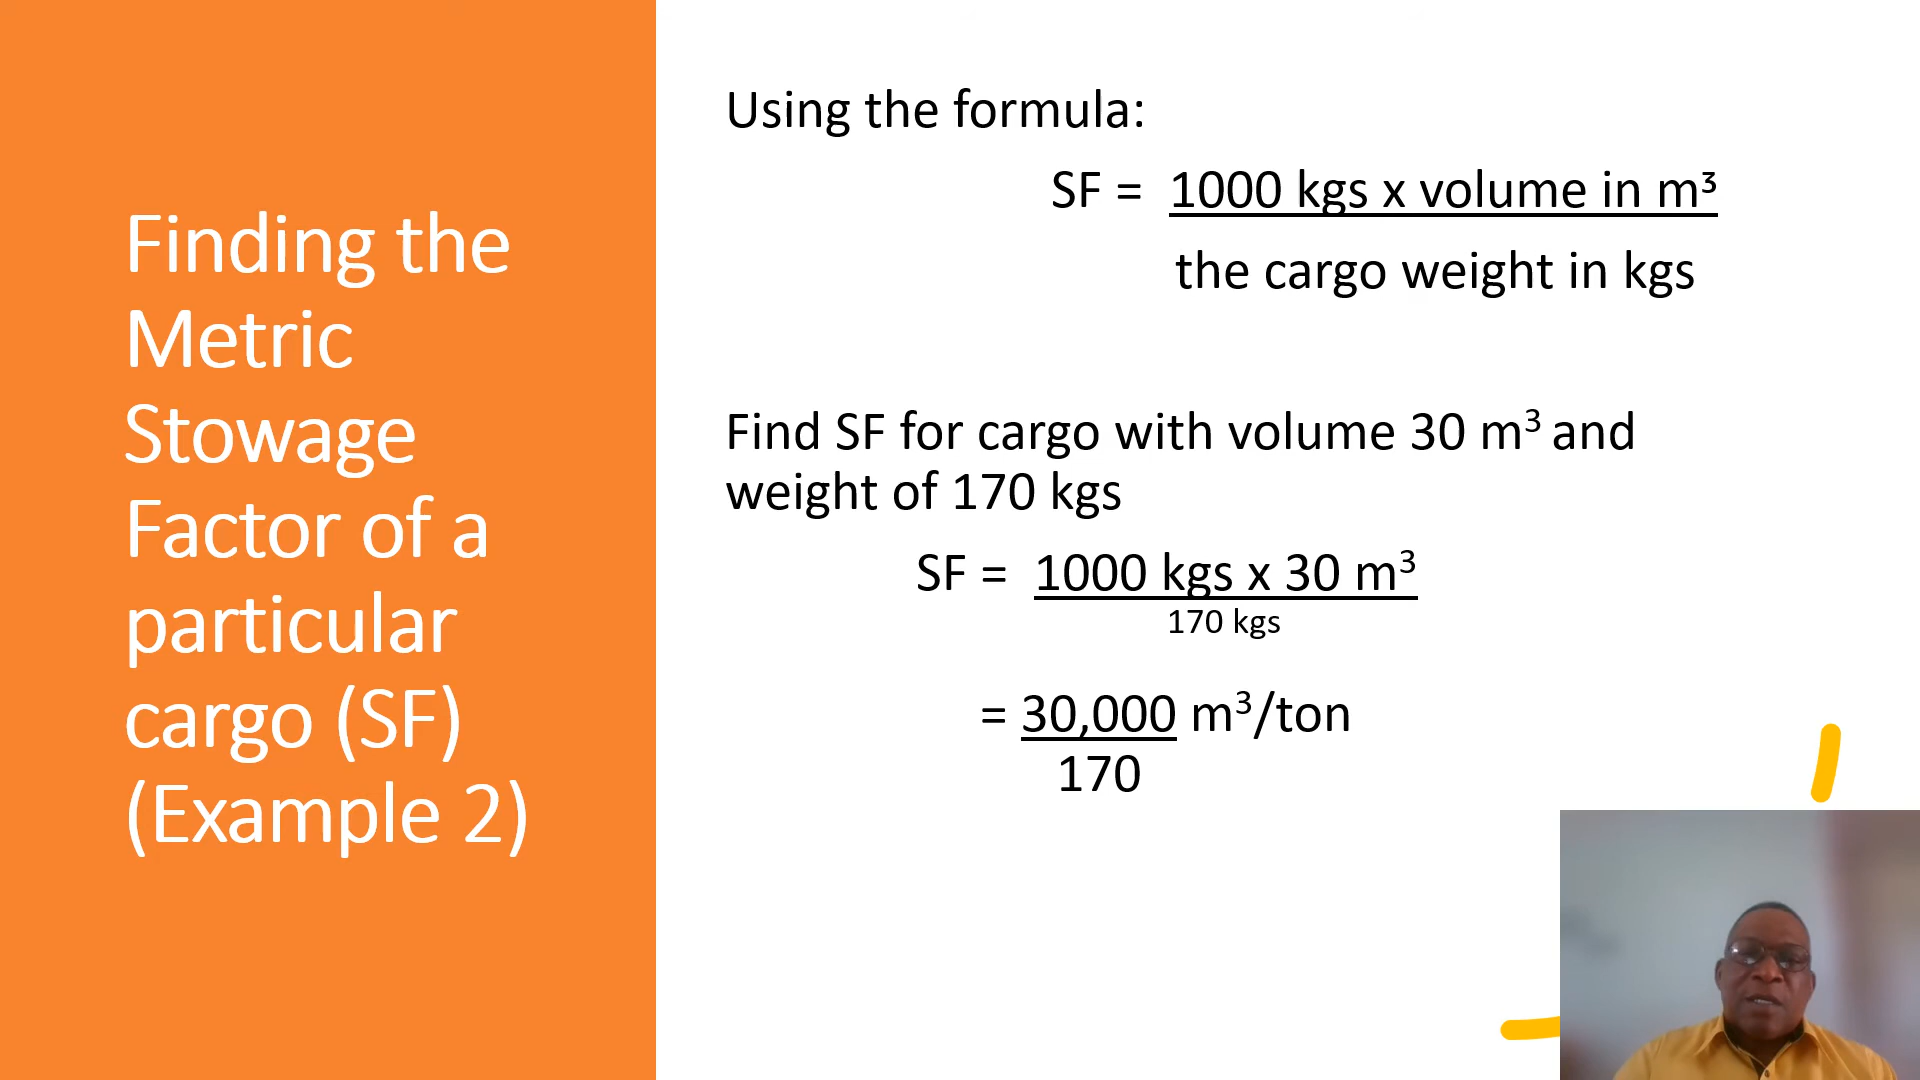 Finding the
Metric
Stowage
Factor of a
particular
cargo (SF)
(Example 2)
Using the formula:
SF = 1000 kgs x volume in m³
the cargo weight in kgs
Find SF for cargo with volume 30 m³ and
weight of 170 kgs
SF = 1000 kgs x 30 m³
170 kgs
= 30,000 m³/ton
170